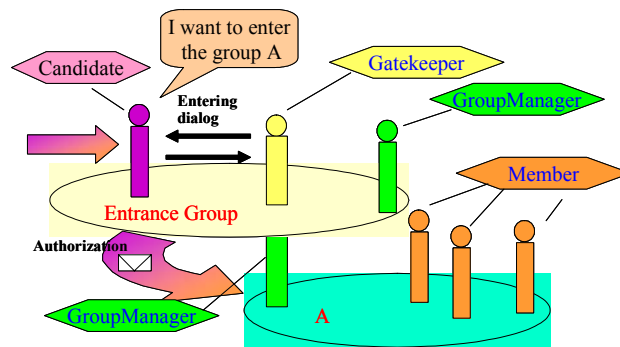 I want to enter
the group A
Candidate
Gatekeeper
Entering
dialog
GroupManager
Member
Entrance Group
Authorization
GroupManager
A